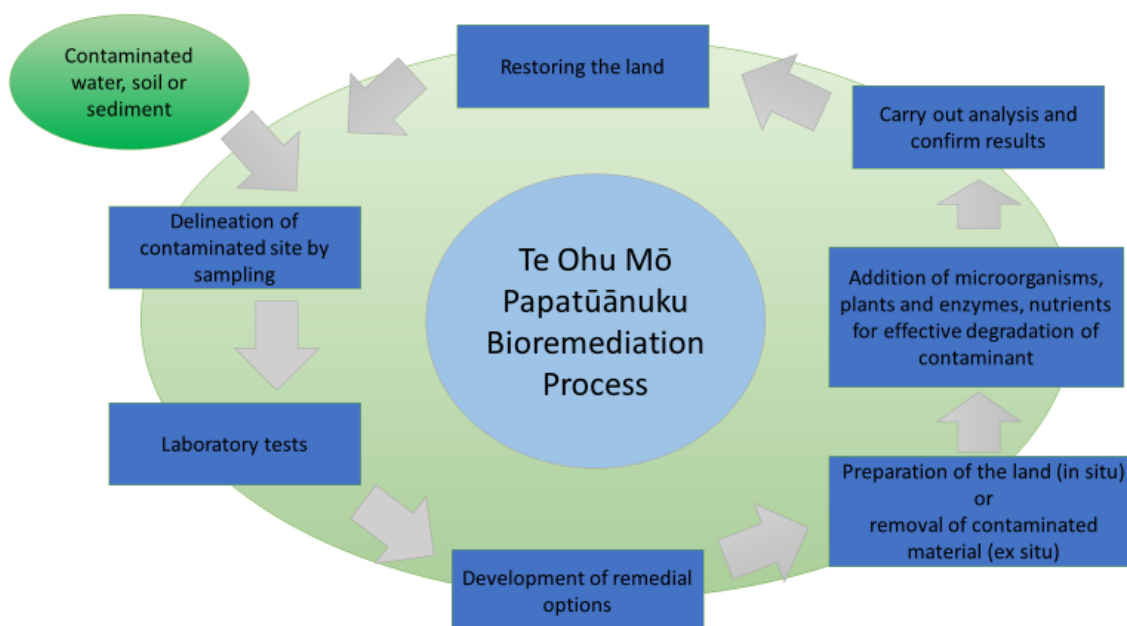 Contaminated
water, soil or
sediment
Restoring the land
Carry out analysis and
confirm results
Delineation of
contaminated site by
sampling
Te Ohu Mō
Papatūānuku
Bioremediation
Process
Addition of microorganisms,
plants and enzymes, nutrients
for effective degradation of
contaminant
Laboratory tests
Preparation of the land (in situ)
or
removal of contaminated
material (ex situ)
Development of remedial
options